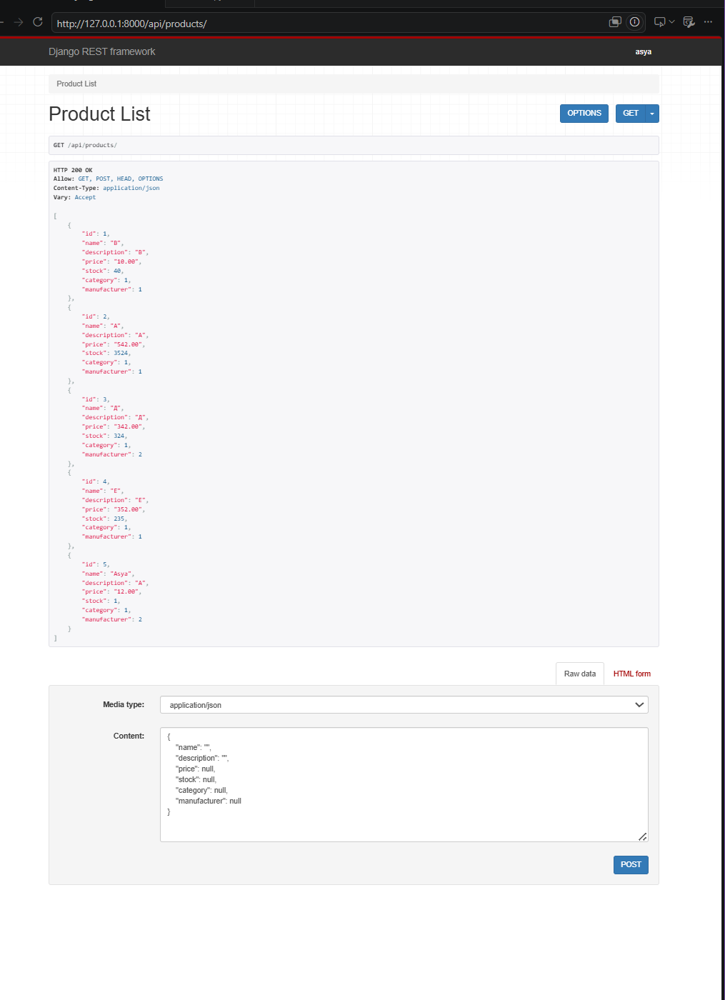 http://127.0.0.1:8000/api/products/
Django REST framework
asya
Product List
Product List
OPTIONS
GET
GET /api/products/
HTTP 200 OK
Allow: GET, POST, HEAD, OPTIONS
Content-Type: application/json
Vary: Accept
[
{
"id": 1,
"name": "В",
"description": "В",
"price": "10.00",
"stock": 40,
"category": 1,
"manufacturer": 1
},
{
"id": 2,
"name": "А",
"description": "А",
"price": "542.00",
"stock": 3524,
"category": 1,
"manufacturer": 1
},
{
"id": 3,
"name": "Д",
"description": "Д",
"price": "342.00",
"stock": 324,
"category": 1,
"manufacturer": 2
},
{
"id": 4,
"name": "Е",
"description": "Е",
"price": "352.00",
"stock": 235,
"category": 1,
"manufacturer": 1
},
{
"id": 5,
"name": "Asya",
"description": "A",
"price": "12.00",
"stock": 1,
"category": 1,
"manufacturer": 2
}
]
Raw data
HTML form
Media type:
application/json
Content:
{
"name": "",
"description": "",
"price": null,
"stock": null,
"category": null,
"manufacturer": null
}
POST